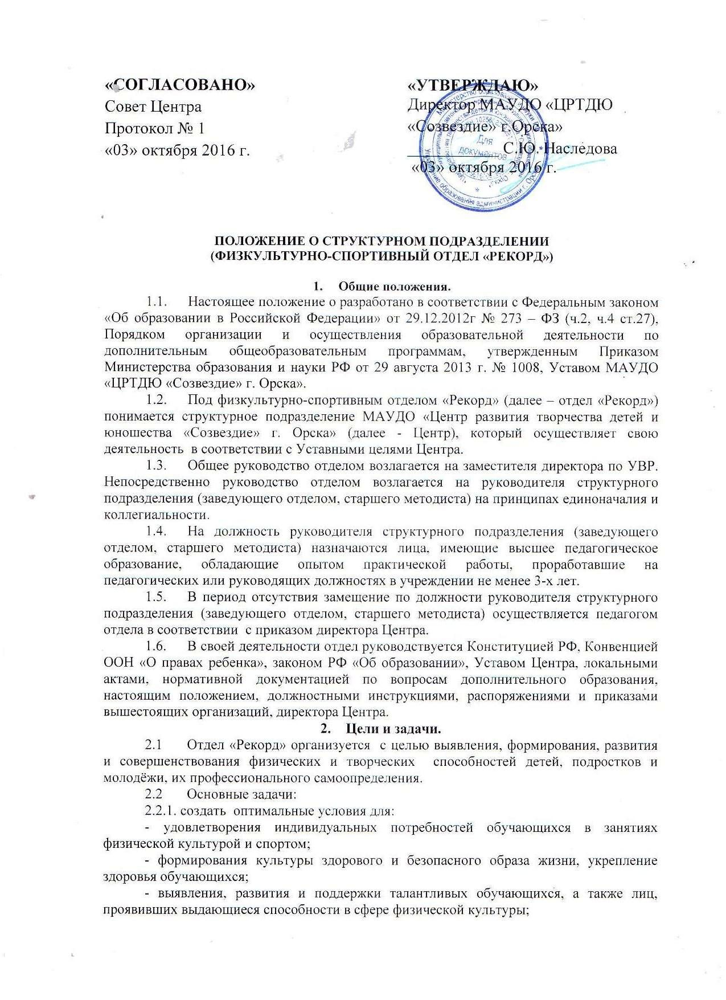 «СОГЛАСОВАНО»
Совет Центра
Протокол № 1
«03» октября 2016 г.
«УТВЕРЖДАЮ»
Директор МАУДО «ЦРТДЮ
«Созвездие» г. Орска»
____________ С.Ю. Наследова
«03» октября 2016 г.
Для
документов
Управление образования администрации г. Орска
ПОЛОЖЕНИЕ О СТРУКТУРНОМ ПОДРАЗДЕЛЕНИИ
(ФИЗКУЛЬТУРНО-СПОРТИВНЫЙ ОТДЕЛ «РЕКОРД»)
1. Общие положения.
1.1. Настоящее положение о разработано в соответствии с Федеральным законом
«Об образовании в Российской Федерации» от 29.12.2012г № 273 – ФЗ (ч.2, ч.4 ст.27),
Порядком организации и осуществления образовательной деятельности по
дополнительным общеобразовательным программам, утвержденным Приказом
Министерства образования и науки РФ от 29 августа 2013 г. № 1008, Уставом МАУДО
«ЦРТДЮ «Созвездие» г. Орска».
1.2. Под физкультурно-спортивным отделом «Рекорд» (далее – отдел «Рекорд»)
понимается структурное подразделение МАУДО «Центр развития творчества детей и
юношества «Созвездие» г. Орска» (далее - Центр), который осуществляет свою
деятельность в соответствии с Уставными целями Центра.
1.3. Общее руководство отделом возлагается на заместителя директора по УВР.
Непосредственно руководство отделом возлагается на руководителя структурного
подразделения (заведующего отделом, старшего методиста) на принципах единоначалия и
коллегиальности.
1.4. На должность руководителя структурного подразделения (заведующего
отделом, старшего методиста) назначаются лица, имеющие высшее педагогическое
образование, обладающие опытом практической работы, проработавшие на
педагогических или руководящих должностях в учреждении не менее 3-х лет.
1.5. В период отсутствия замещение по должности руководителя структурного
подразделения (заведующего отделом, старшего методиста) осуществляется педагогом
отдела в соответствии с приказом директора Центра.
1.6. В своей деятельности отдел руководствуется Конституцией РФ, Конвенцией
ООН «О правах ребенка», законом РФ «Об образовании», Уставом Центра, локальными
актами, нормативной документацией по вопросам дополнительного образования,
настоящим положением, должностными инструкциями, распоряжениями и приказами
вышестоящих организаций, директора Центра.
2. Цели и задачи.
2.1 Отдел «Рекорд» организуется с целью выявления, формирования, развития
и совершенствования физических и творческих способностей детей, подростков и
молодёжи, их профессионального самоопределения.
2.2 Основные задачи:
2.2.1. создать оптимальные условия для:
- удовлетворения индивидуальных потребностей обучающихся в занятиях
физической культурой и спортом;
- формирования культуры здорового и безопасного образа жизни, укрепление
здоровья обучающихся;
- выявления, развития и поддержки талантливых обучающихся, а также лиц,
проявивших выдающиеся способности в сфере физической культуры;